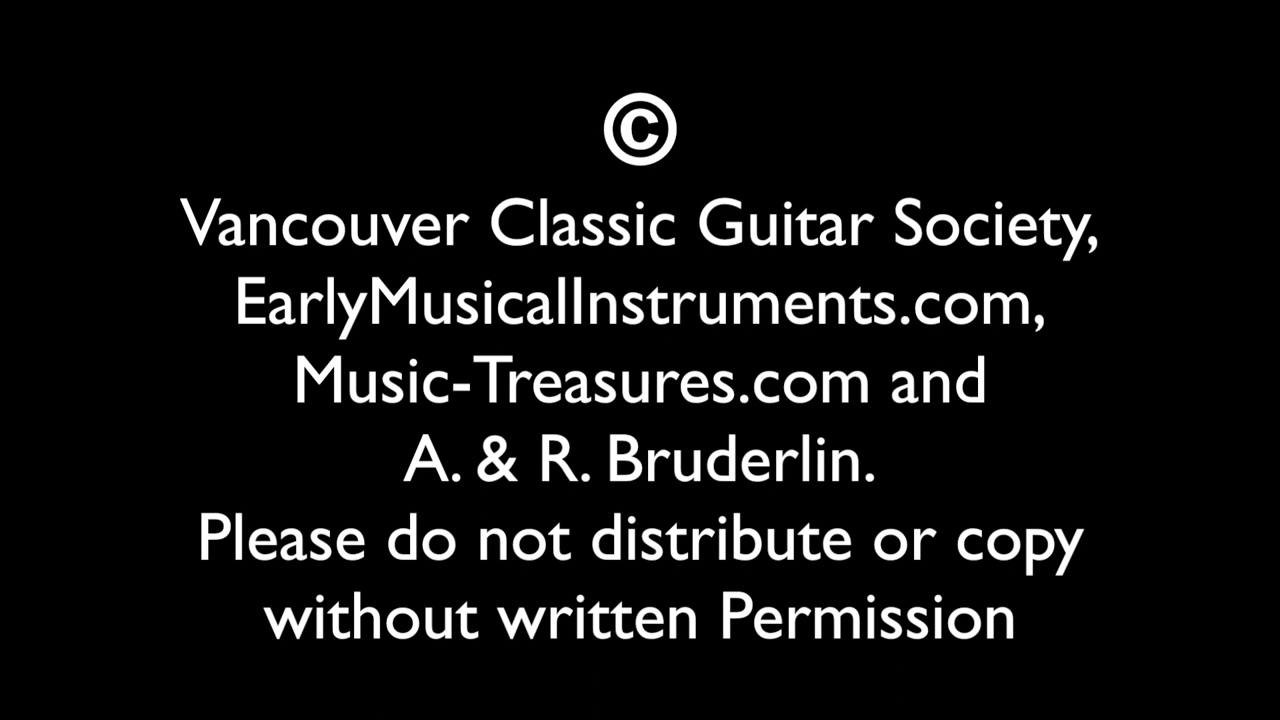 ©
Vancouver Classic Guitar Society,
EarlyMusicalInstruments.com,
Music-Treasures.com and
A. & R. Bruderlin.
Please do not distribute or copy
without written Permission